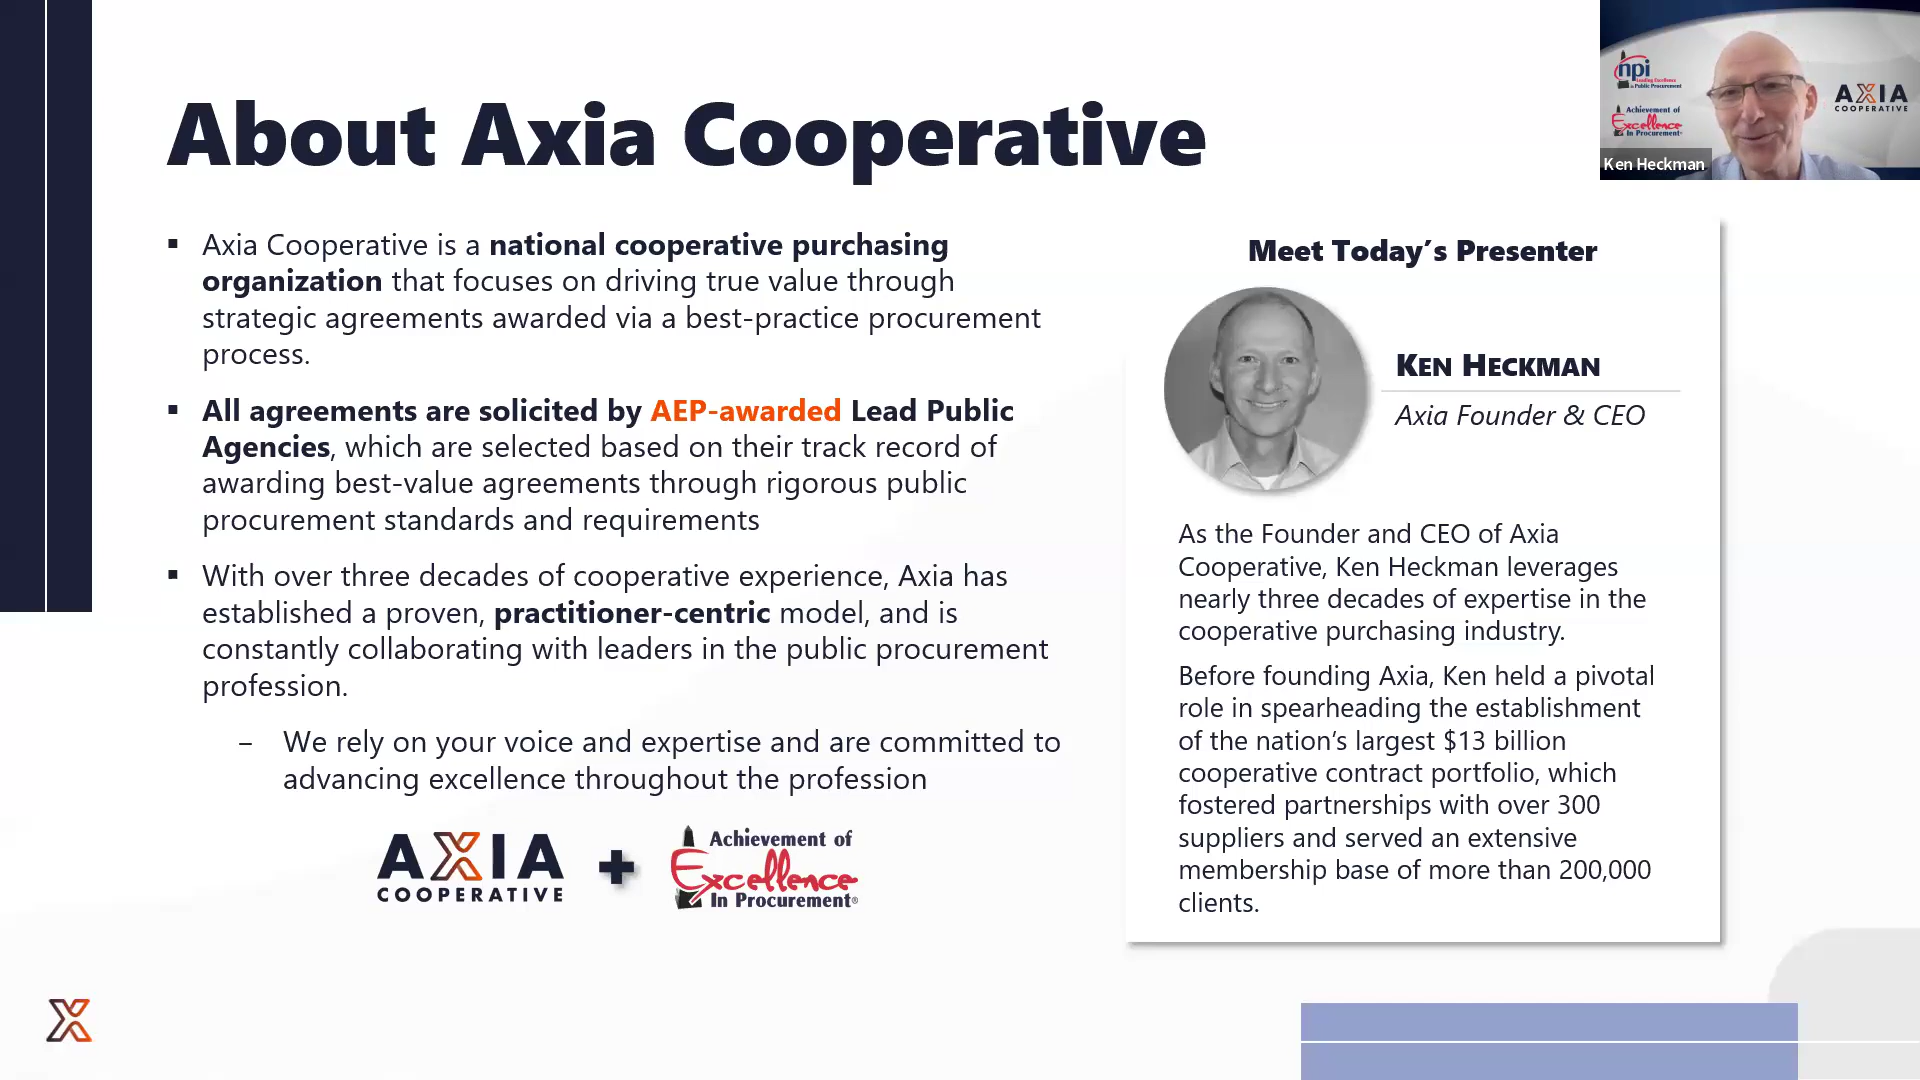 About Axia Cooperative
▪ Axia Cooperative is a national cooperative purchasing
organization that focuses on driving true value through
strategic agreements awarded via a best-practice procurement
process.
▪ All agreements are solicited by AEP-awarded Lead Public
Agencies, which are selected based on their track record of
awarding best-value agreements through rigorous public
procurement standards and requirements
▪ With over three decades of cooperative experience, Axia has
established a proven, practitioner-centric model, and is
constantly collaborating with leaders in the public procurement
profession.
– We rely on your voice and expertise and are committed to
advancing excellence throughout the profession
AXIA
COOPERATIVE
+
Achievement of
Excellence
In Procurement®
Meet Today's Presenter
KEN HECKMAN
Axia Founder & CEO
As the Founder and CEO of Axia
Cooperative, Ken Heckman leverages
nearly three decades of expertise in the
cooperative purchasing industry.
Before founding Axia, Ken held a pivotal
role in spearheading the establishment
of the nation's largest $13 billion
cooperative contract portfolio, which
fostered partnerships with over 300
suppliers and served an extensive
membership base of more than 200,000
clients.
npi
Leading Excellence
in Public Procurement
Achievement of
Excellence
In Procurement®
AXIA
COOPERATIVE
Ken Heckman